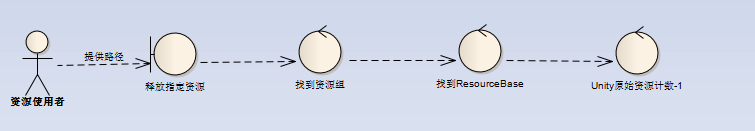 提供路径
资源使用者
释放指定资源
找到资源组
找到ResourceBase
Unity原始资源计数-1